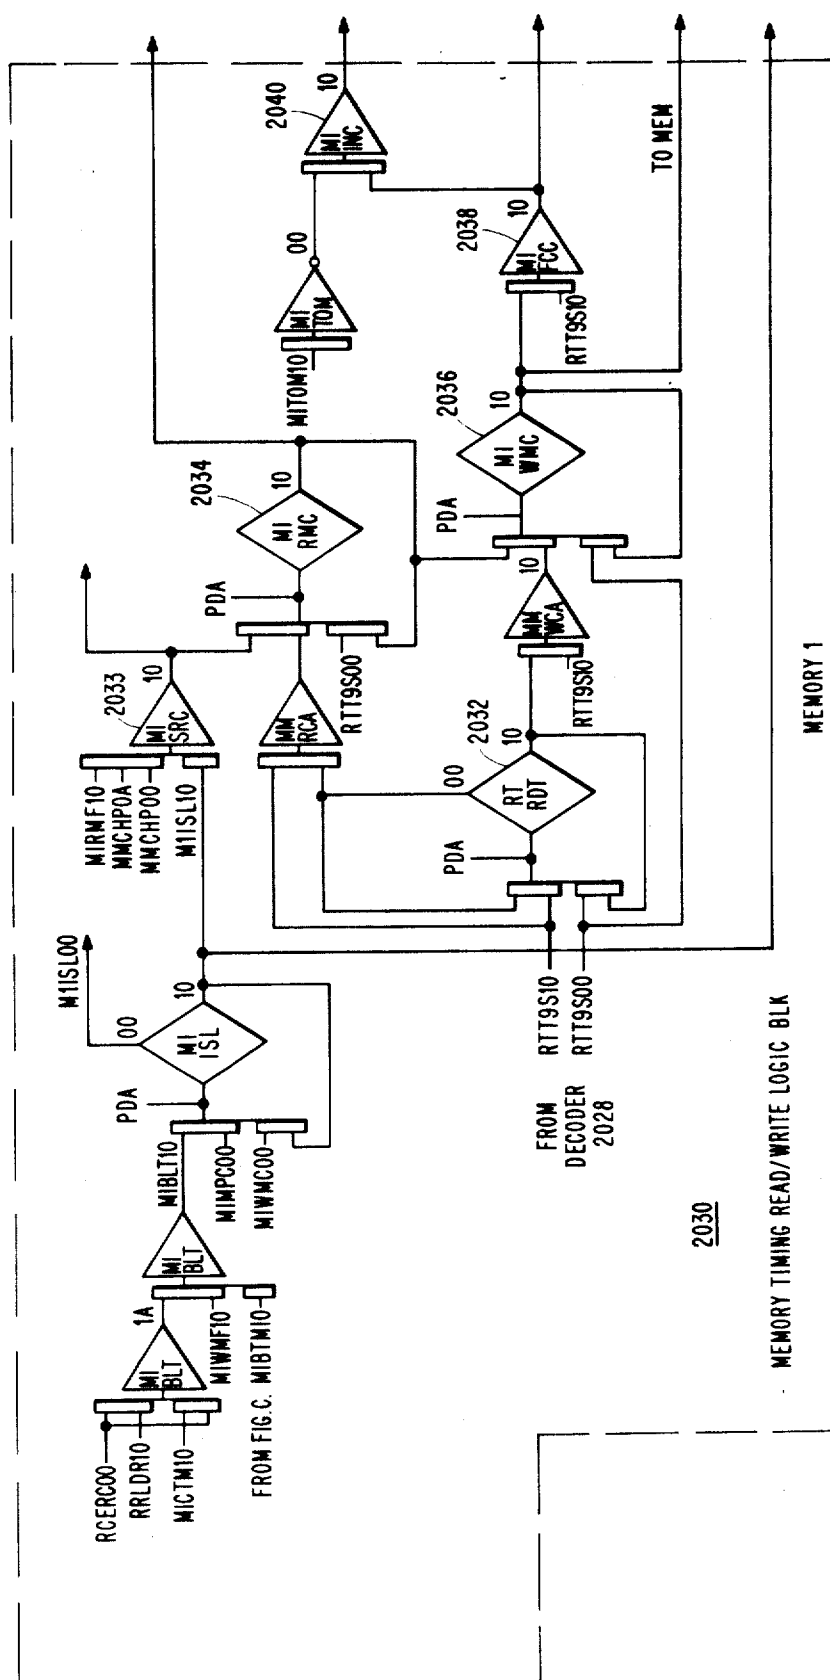 RCERC00
RRLDR10
MICTM10
MI BLT
1A
MIWMF10
FROM FIG.C. MIBTM10
MI BLT
MIBLT10
MIMPC00
MIWMC00
PDA
MI ISL
00
10
M1ISL00
MIRMF10
MMCHP0A
MMCHP00
M1ISL10
MI SRC
2033
10
MM RCA
RTT9S00
PDA
MI RMC
2034
10
MITOM10
MI TOM
00
MI INC
2040
10
FROM DECODER 2028
RTT9S10
RTT9S00
PDA
RT RDT
2032
00
10
RTT9S10
MM WCA
10
PDA
MI WMC
2036
10
RTT9S10
MI FCC
2038
10
TO MEM
2030
MEMORY TIMING READ/WRITE LOGIC BLK
MEMORY 1